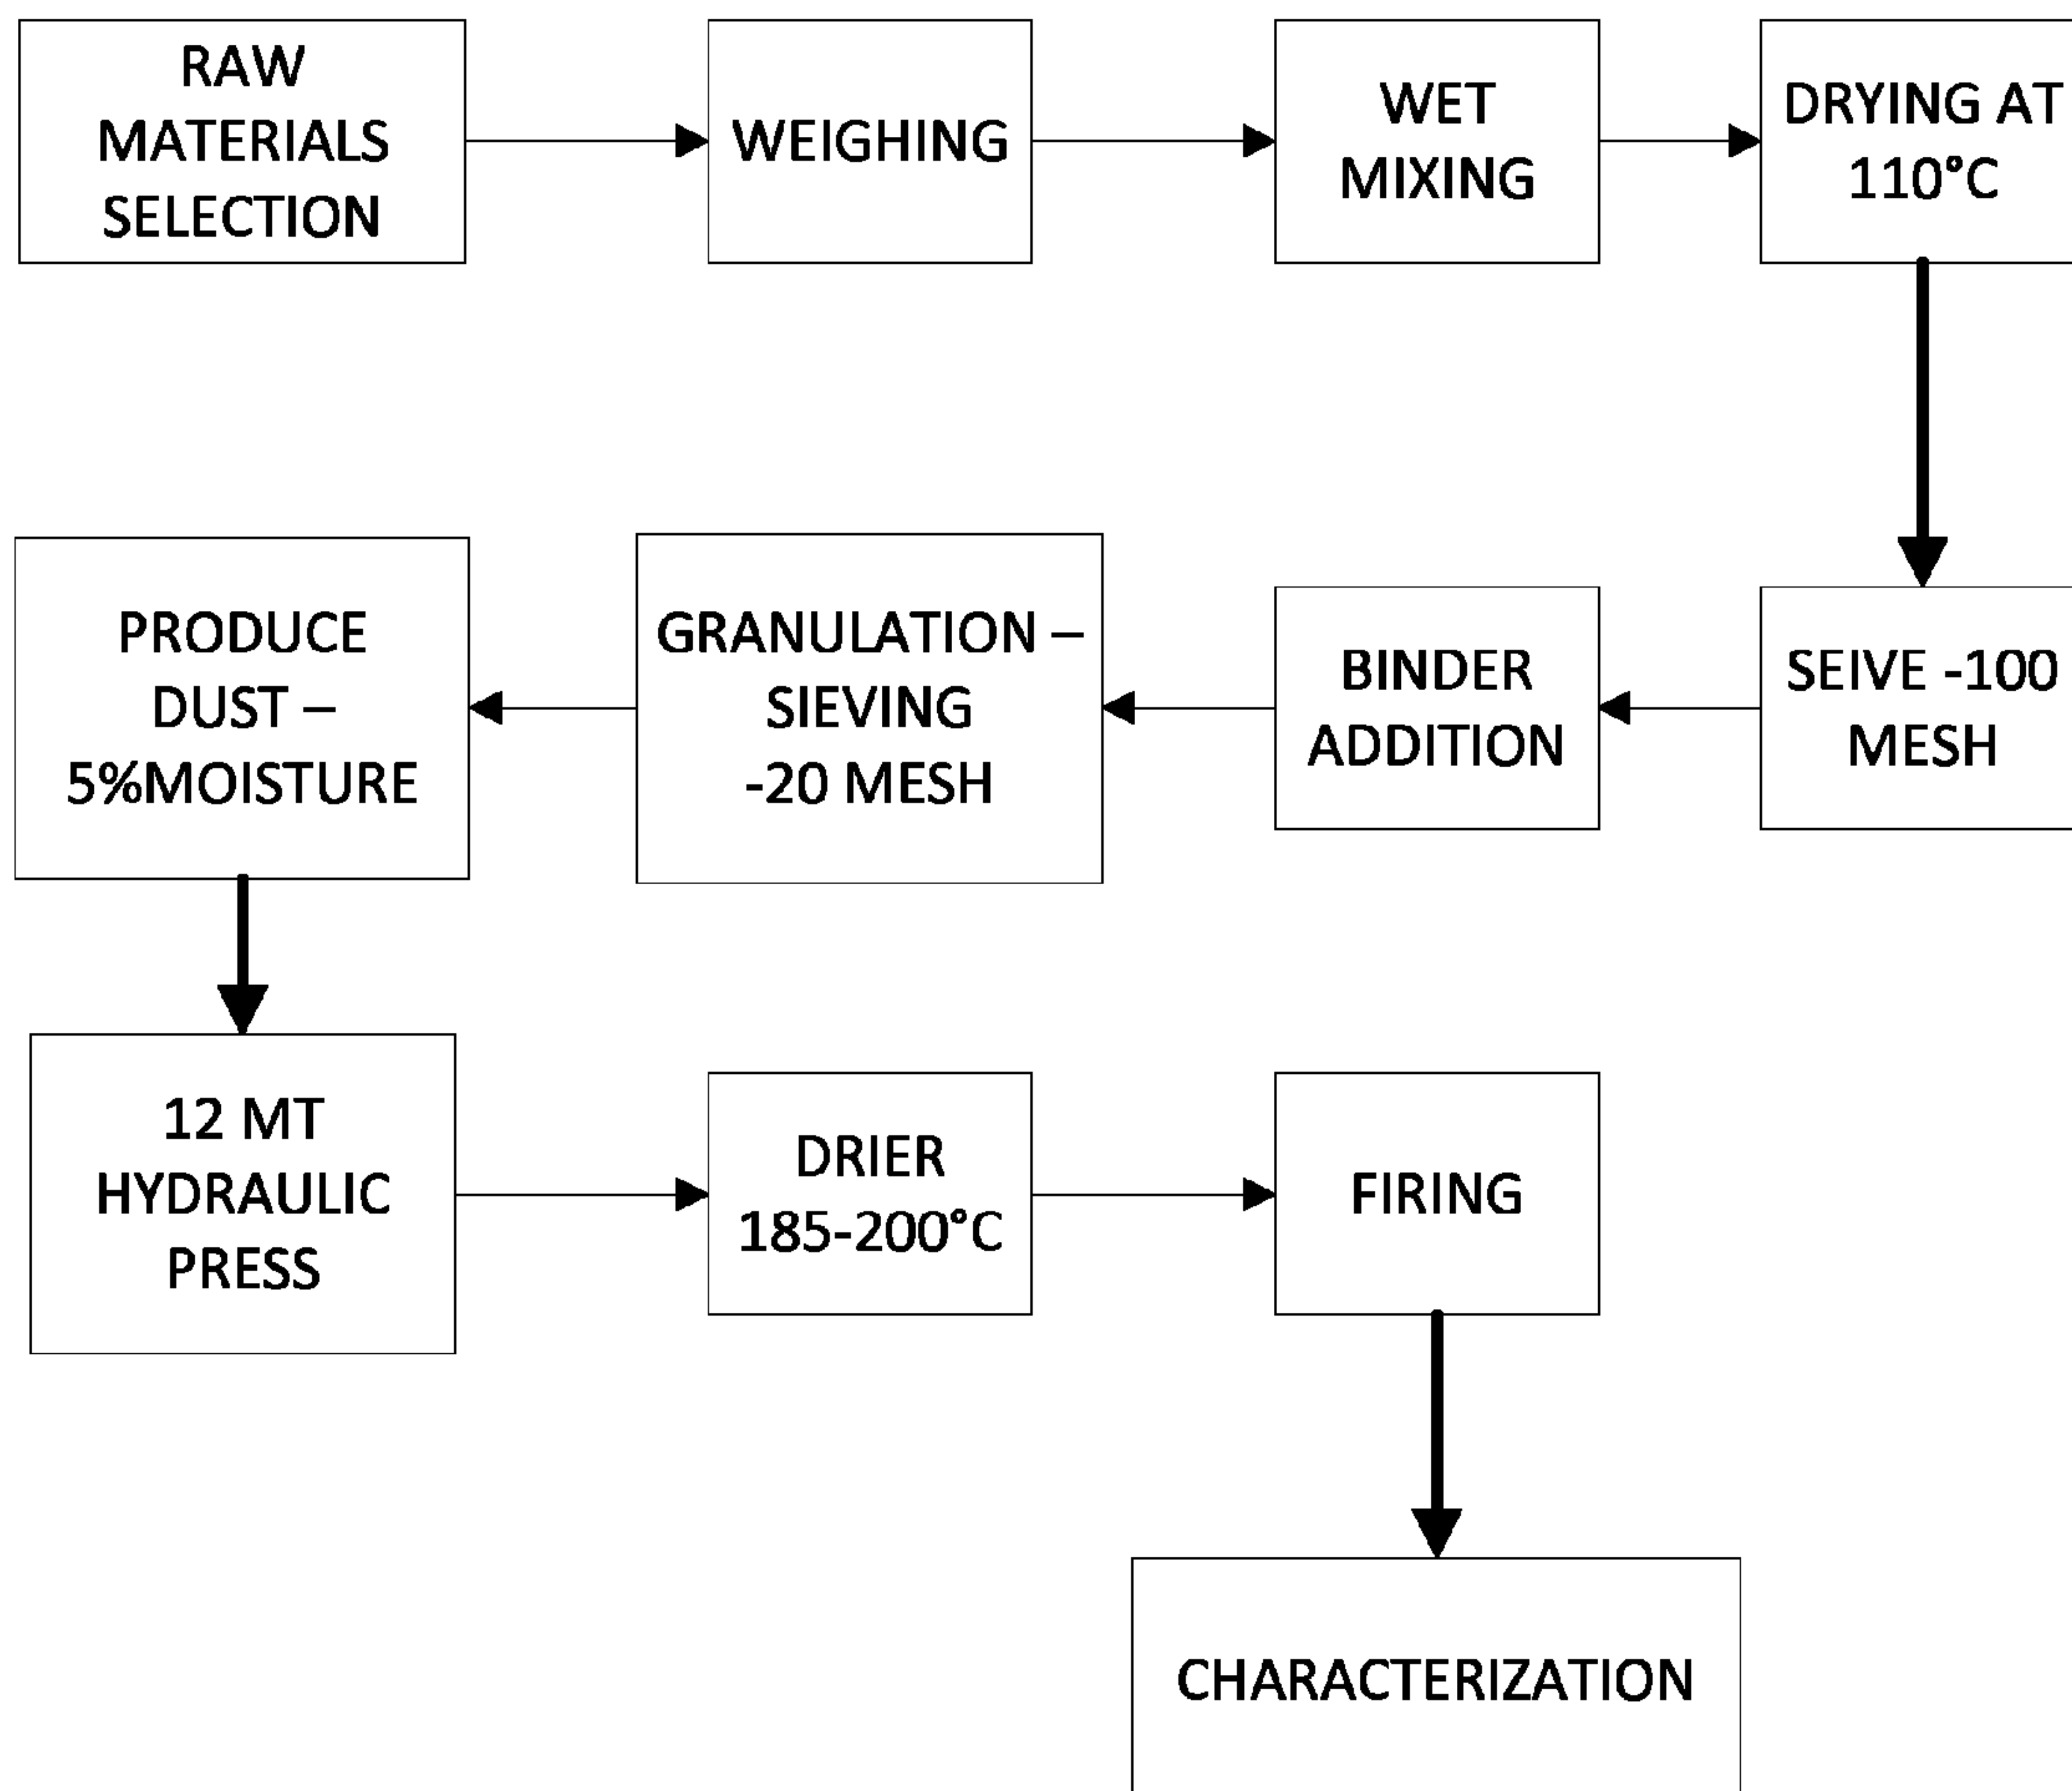 RAW
MATERIALS
SELECTION
WEIGHING
WET
MIXING
DRYING AT
110°C
SEIVE -100
MESH
BINDER
ADDITION
GRANULATION –
SIEVING
-20 MESH
PRODUCE
DUST –
5%MOISTURE
12 MT
HYDRAULIC
PRESS
DRIER
185-200°C
FIRING
CHARACTERIZATION